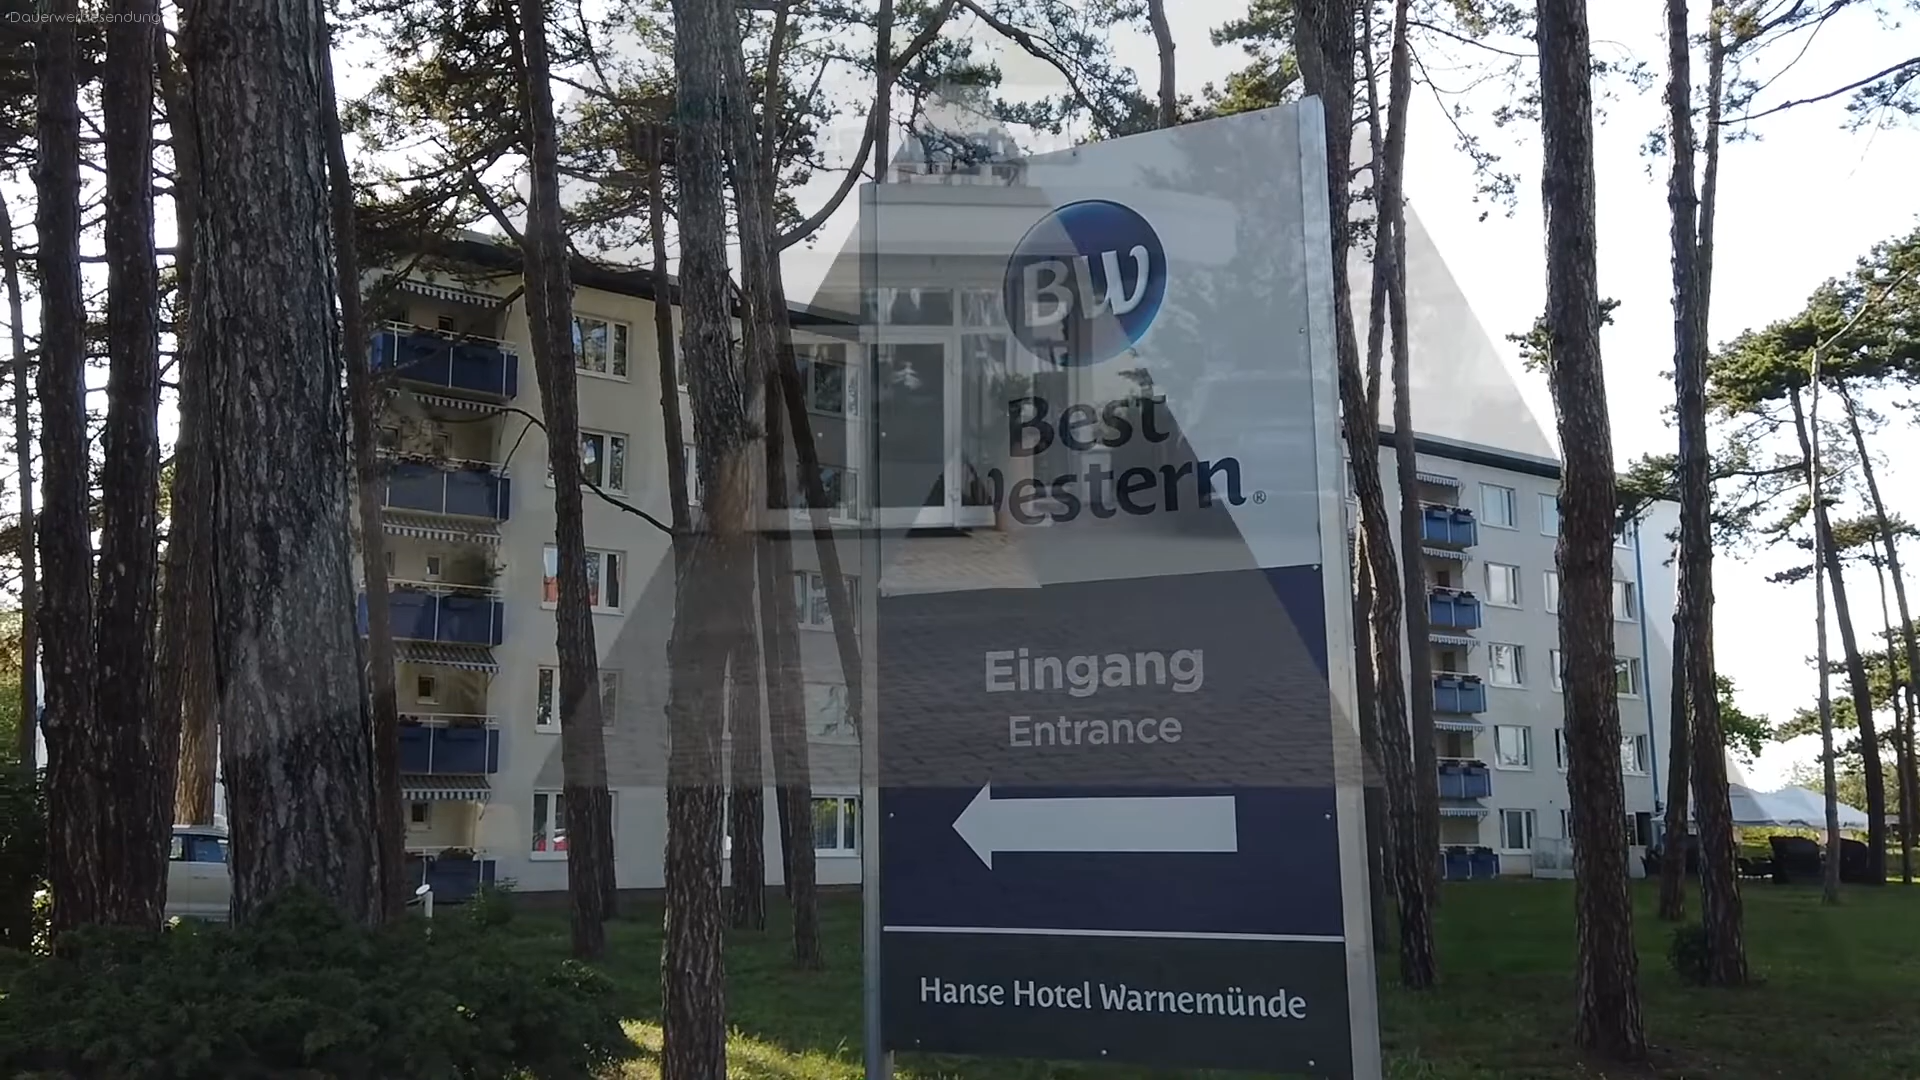 Dauerwerbesendung
BW
Best
Western®
Eingang
Entrance
Hanse Hotel Warnemünde